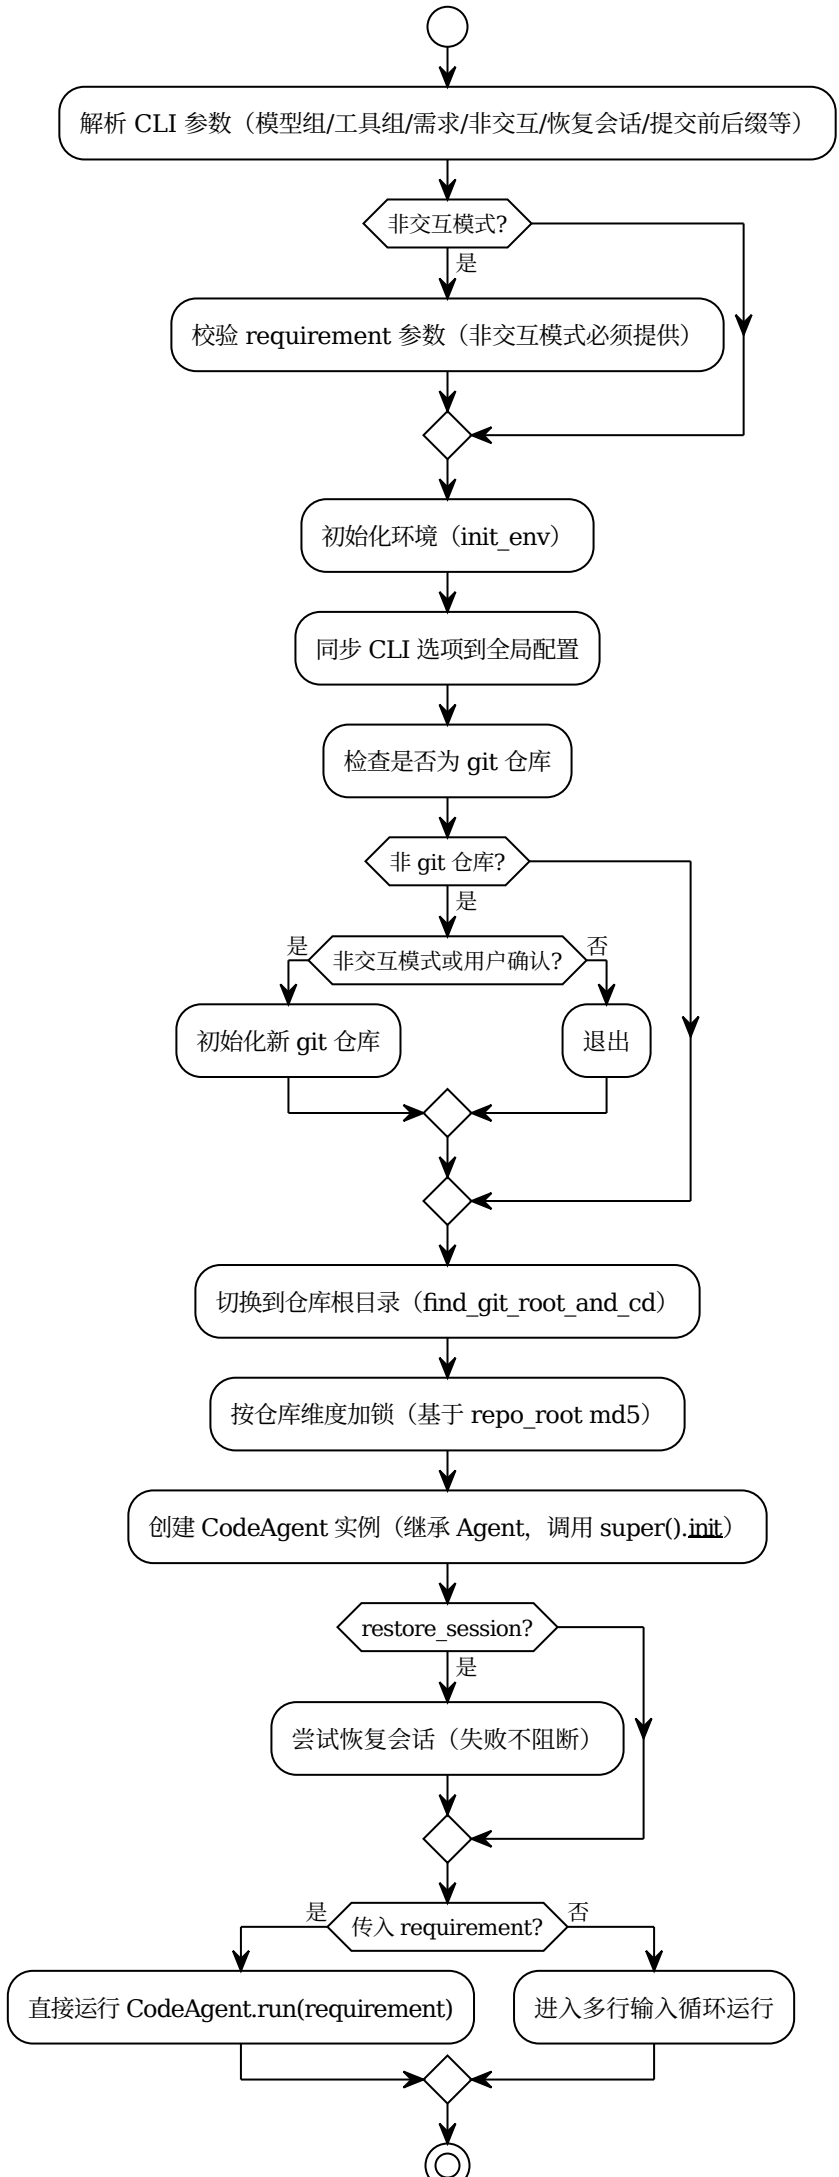 解析 CLI 参数（模型组/工具组/需求/非交互/恢复会话/提交前后缀等）
非交互模式?
是
校验 requirement 参数（非交互模式必须提供）
初始化环境（init_env）
同步 CLI 选项到全局配置
检查是否为 git 仓库
非 git 仓库?
是
是
非交互模式或用户确认?
否
初始化新 git 仓库
退出
切换到仓库根目录（find_git_root_and_cd）
按仓库维度加锁（基于 repo_root md5）
创建 CodeAgent 实例（继承 Agent，调用 super().init）
restore_session?
是
尝试恢复会话（失败不阻断）
是
传入 requirement?
否
直接运行 CodeAgent.run(requirement)
进入多行输入循环运行